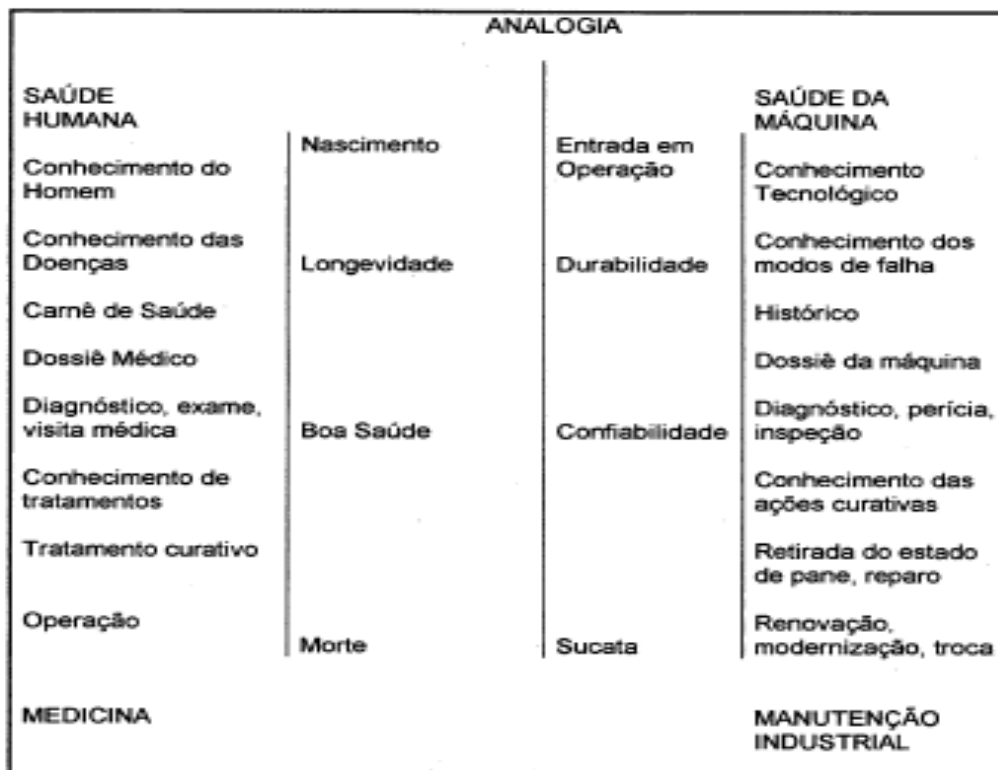 ANALOGIA
SAÚDE
HUMANA
Conhecimento do
Homem
Conhecimento das
Doenças
Carnê de Saúde
Dossiê Médico
Diagnóstico, exame,
visita médica
Conhecimento de
tratamentos
Tratamento curativo
Operação
MEDICINA
Nascimento
Longevidade
Boa Saúde
Morte
Entrada em
Operação
Durabilidade
Confiabilidade
Sucata
SAÚDE DA
MÁQUINA
Conhecimento
Tecnológico
Conhecimento dos
modos de falha
Histórico
Dossiê da máquina
Diagnóstico, perícia,
inspeção
Conhecimento das
ações curativas
Retirada do estado
de pane, reparo
Renovação,
modernização, troca
MANUTENÇÃO
INDUSTRIAL